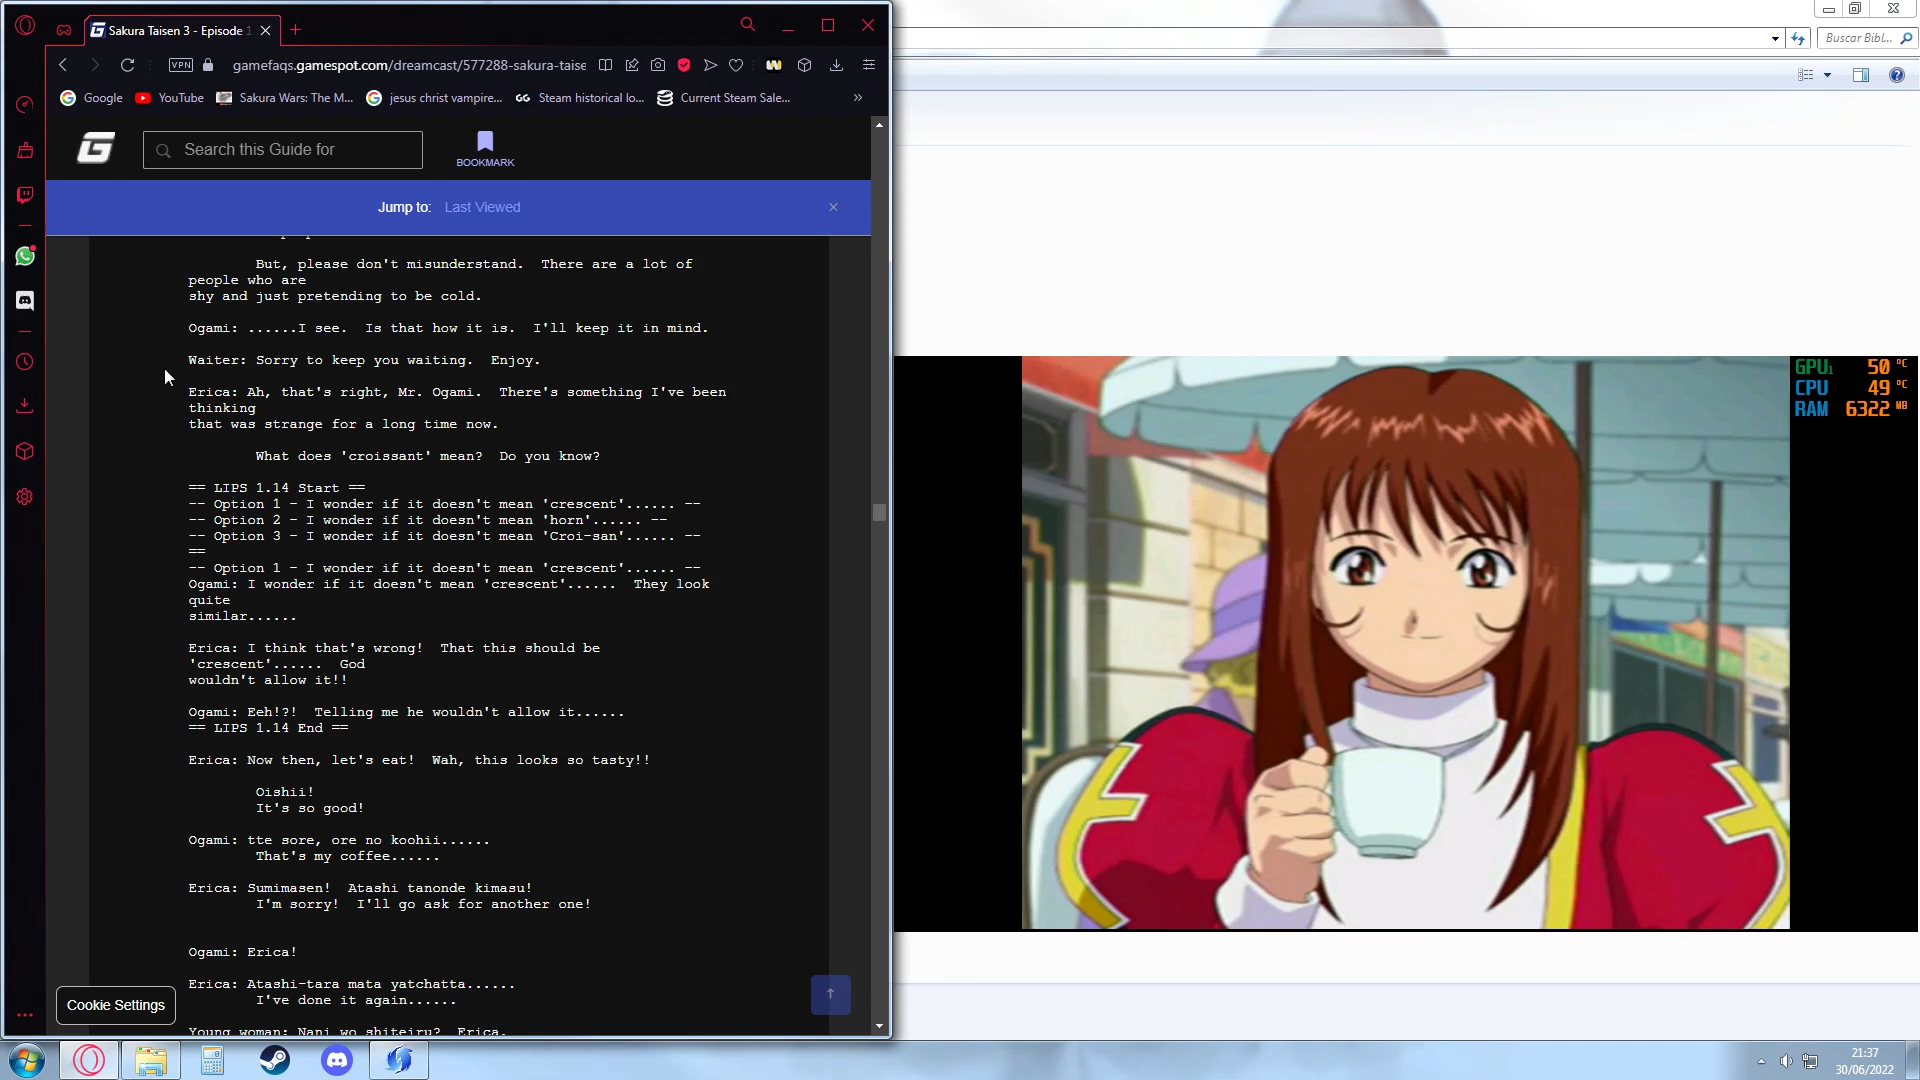 Sakura Taisen 3 - Episode
VPN
gamefaqs.gamespot.com/dreamcast/577288-sakura-taise
Google
YouTube
Sakura Wars: The M...
jesus christ vampire...
Steam historical lo...
Current Steam Sale...
Search this Guide for
BOOKMARK
Jump to: Last Viewed
But, please don't misunderstand. There are a lot of
people who are
shy and just pretending to be cold.
Ogami: ......I see. Is that how it is. I'll keep it in mind.
Waiter: Sorry to keep you waiting. Enjoy.
Erica: Ah, that's right, Mr. Ogami. There's something I've been
thinking
that was strange for a long time now.
What does 'croissant' mean? Do you know?
== LIPS 1.14 Start ==
-- Option 1 - I wonder if it doesn't mean 'crescent'...... --
-- Option 2 - I wonder if it doesn't mean 'horn'...... --
-- Option 3 - I wonder if it doesn't mean 'Croi-san'...... --
==
-- Option 1 - I wonder if it doesn't mean 'crescent'...... --
Ogami: I wonder if it doesn't mean 'crescent'...... They look
quite
similar......
Erica: I think that's wrong! That this should be
'crescent'...... God
wouldn't allow it!!
Ogami: Eeh!?! Telling me he wouldn't allow it......
== LIPS 1.14 End ==
Erica: Now then, let's eat! Wah, this looks so tasty!!
Oishii!
It's so good!
Ogami: tte sore, ore no koohii......
That's my coffee......
Erica: Sumimasen! Atashi tanonde kimasu!
I'm sorry! I'll go ask for another one!
Ogami: Erica!
Erica: Atashi-tara mata yatchatta......
I've done it again......
Young woman: Nani wo shiteiru? Erica.
Cookie Settings
Buscar Bibl...
GPU1 50 °C
CPU 49 °C
RAM 6322 MB
21:37
30/06/2022